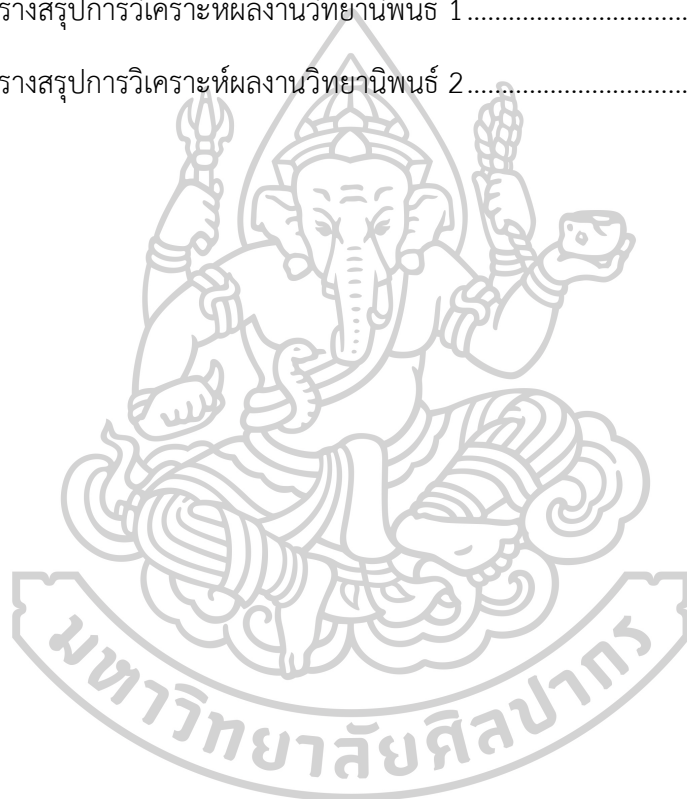 รางสรุปการวิเคราะห์ผลงานวิทยานิพนธ์ 1................................
รางสรุปการวิเคราะห์ผลงานวิทยานิพนธ์ 2................................
มหาวิทยาลัยศิลปากร